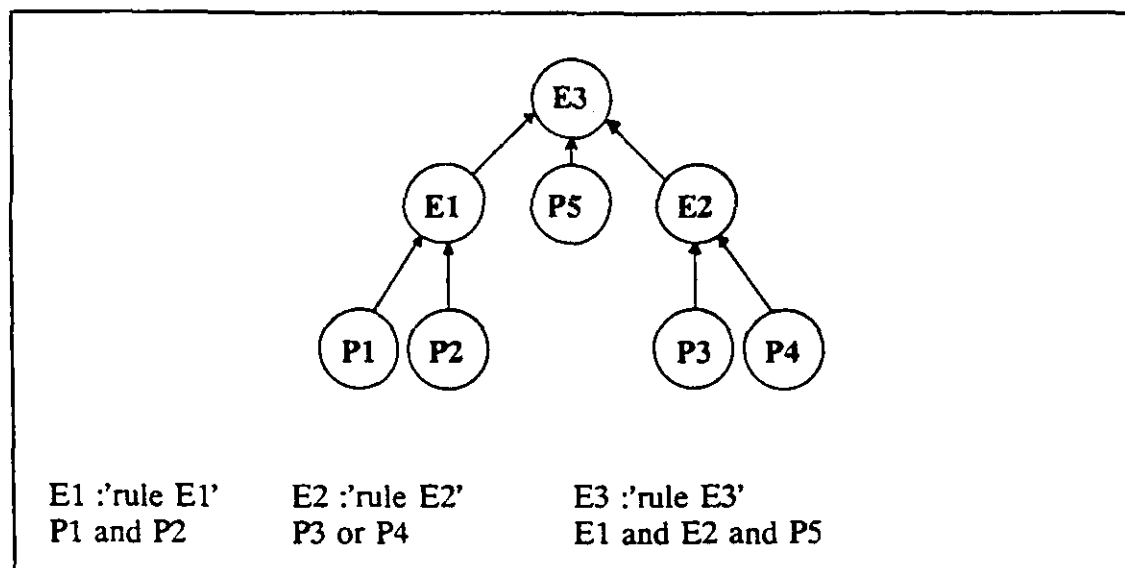 E3
E1 P5 E2
P1 P2 P3 P4
E1 :'rule E1' E2 :'rule E2' E3 :'rule E3'
P1 and P2 P3 or P4 E1 and E2 and P5